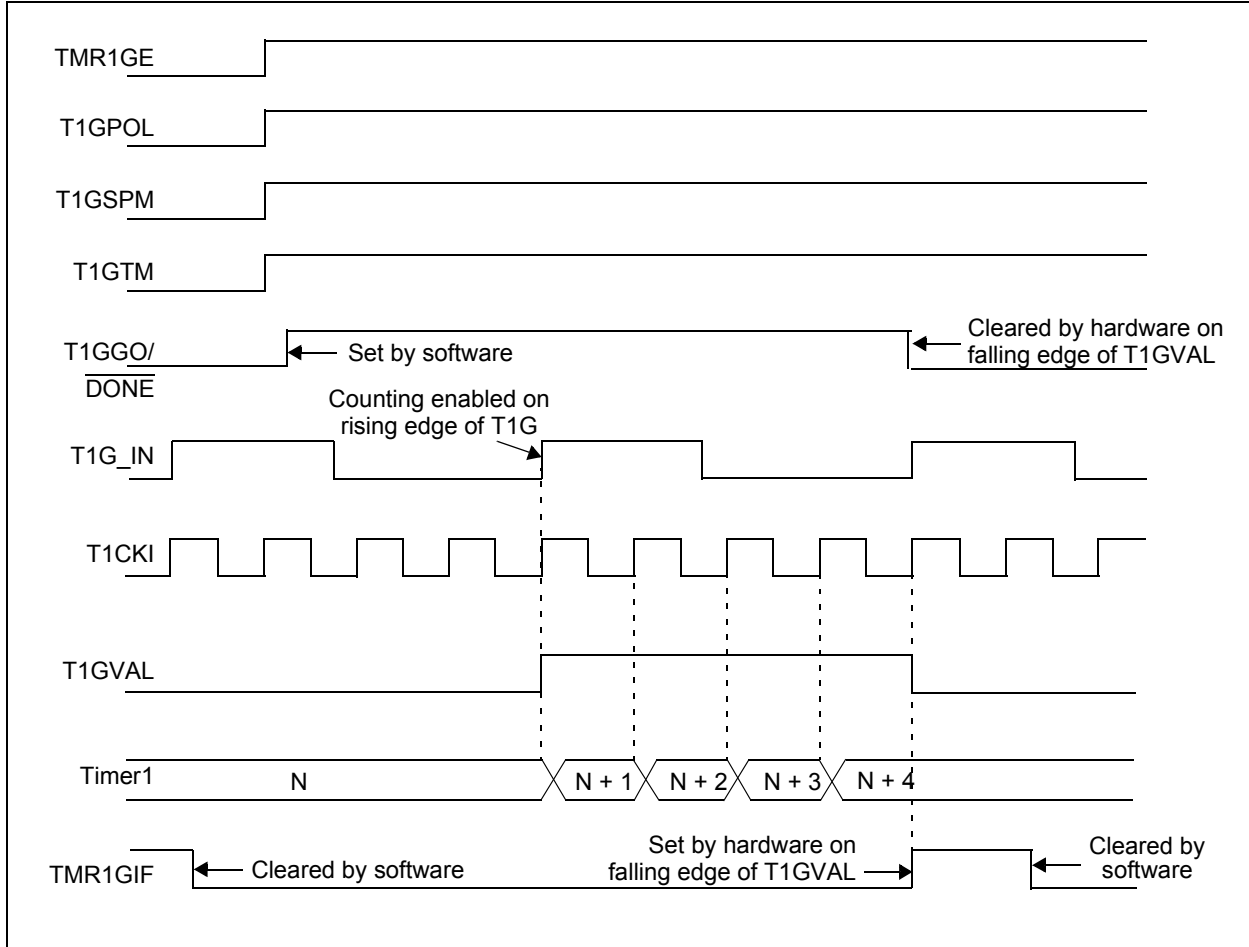 TMR1GE
T1GPOL
T1GSPM
T1GTM
T1GGO/
DONE
Set by software
Cleared by hardware on
falling edge of T1GVAL
Counting enabled on
rising edge of T1G
T1G_IN
T1CKI
T1GVAL
Timer1
N
N + 1
N + 2
N + 3
N + 4
TMR1GIF
Cleared by software
Set by hardware on
falling edge of T1GVAL
Cleared by
software